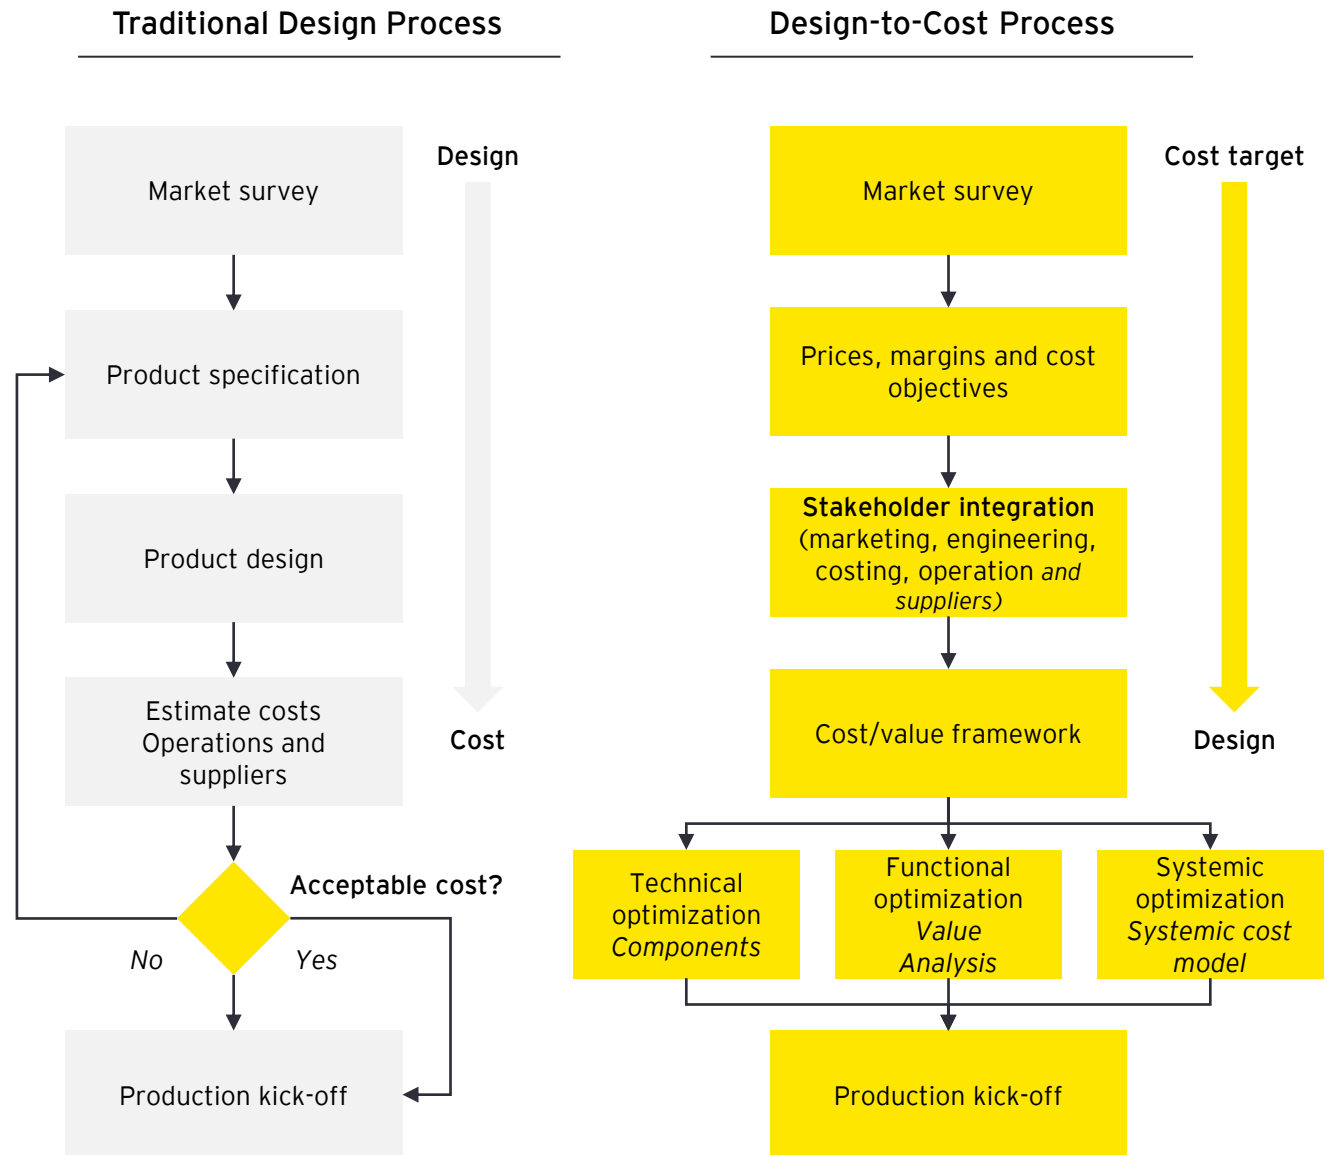 Traditional Design Process
Market survey
Product specification
Product design
Estimate costs
Operations and
suppliers
Acceptable cost?
No
Yes
Production kick-off
Design
Cost
Design-to-Cost Process
Market survey
Prices, margins and cost
objectives
Stakeholder integration
(marketing, engineering,
costing, operation and
suppliers)
Cost/value framework
Technical
optimization
Components
Functional
optimization
Value
Analysis
Systemic
optimization
Systemic cost
model
Production kick-off
Cost target
Design